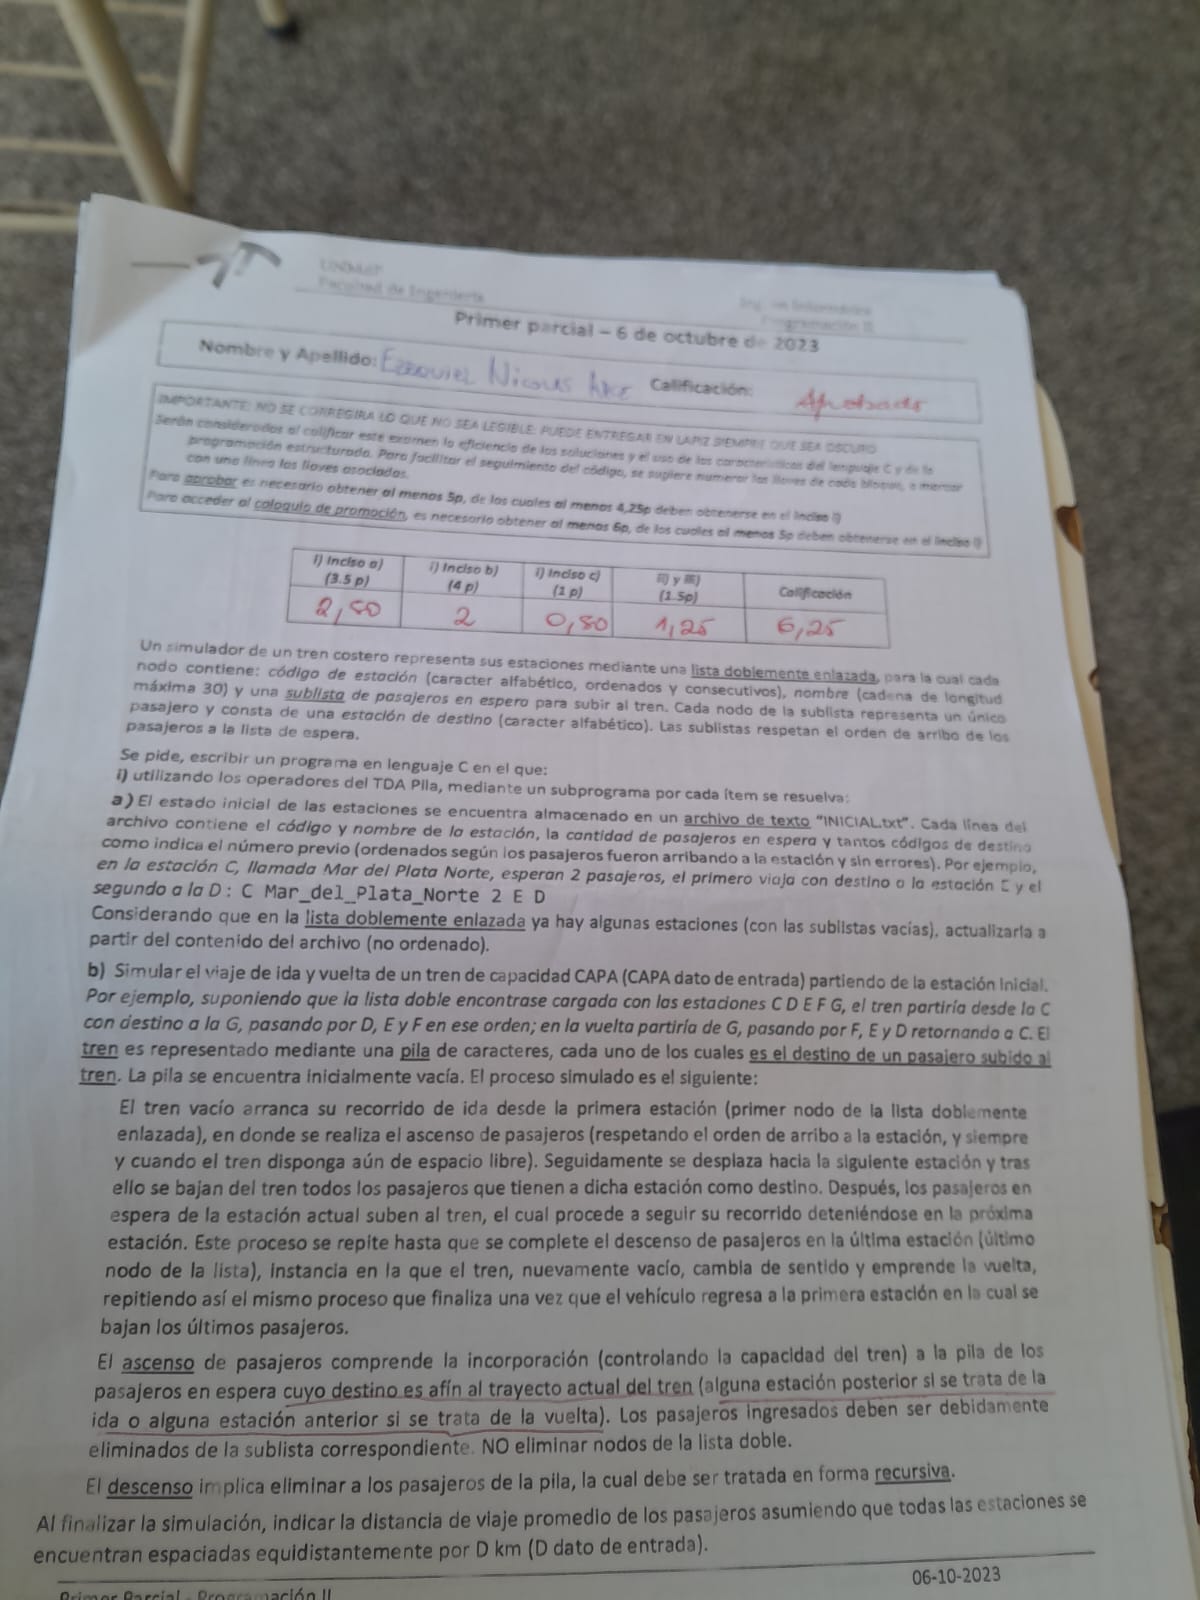 UNMdP
Facultad de Ingeniería
Ing. en Informática
Programación II
Primer parcial – 6 de octubre de 2023
Nombre y Apellido: Ezequiel Nicolas Calificación: Aprobado
IMPORTANTE: NO SE CORREGIRA LO QUE NO SEA LEGIBLE; PUEDE ENTREGAR EN LAPIZ SIEMPRE QUE SEA OSCURO
Serán considerados al calificar este examen la eficiencia de las soluciones y el uso de las características del lenguaje C y de la
programación estructurada. Para facilitar el seguimiento del código, se sugiere numerar las llaves de cada bloque, o marcar
con una línea las llaves asociadas.
Para aprobar es necesario obtener al menos 5p, de los cuales al menos 4,25p deben obtenerse en el inciso i)
Para acceder al coloquio de promoción, es necesario obtener al menos 6p, de los cuales al menos 5p deben obtenerse en el inciso i)
i) Inciso a) i) Inciso b) i) Inciso c) ii) y iii) Calificación
(3.5 p) (4 p) (1 p) (1.5p)
2,50 2 0,50 1,25 6,25
Un simulador de un tren costero representa sus estaciones mediante una lista doblemente enlazada, para la cual cada
nodo contiene: código de estación (caracter alfabético, ordenados y consecutivos), nombre (cadena de longitud
máxima 30) y una sublista de pasajeros en espera para subir al tren. Cada nodo de la sublista representa un único
pasajero y consta de una estación de destino (caracter alfabético). Las sublistas respetan el orden de arribo de los
pasajeros a la lista de espera.
Se pide, escribir un programa en lenguaje C en el que:
i) utilizando los operadores del TDA Pila, mediante un subprograma por cada ítem se resuelva:
a) El estado inicial de las estaciones se encuentra almacenado en un archivo de texto "INICIAL.txt". Cada línea del
archivo contiene el código y nombre de la estación, la cantidad de pasajeros en espera y tantos códigos de destino
como indica el número previo (ordenados según los pasajeros fueron arribando a la estación y sin errores). Por ejemplo,
en la estación C, llamada Mar del Plata Norte, esperan 2 pasajeros, el primero viaja con destino a la estación E y el
segundo a la D : C Mar_del_Plata_Norte 2 E D
Considerando que en la lista doblemente enlazada ya hay algunas estaciones (con las sublistas vacías), actualizarla a
partir del contenido del archivo (no ordenado).
b) Simular el viaje de ida y vuelta de un tren de capacidad CAPA (CAPA dato de entrada) partiendo de la estación inicial.
Por ejemplo, suponiendo que la lista doble encontrase cargada con las estaciones C D E F G, el tren partiría desde la C
con destino a la G, pasando por D, E y F en ese orden; en la vuelta partiría de G, pasando por F, E y D retornando a C. El
tren es representado mediante una pila de caracteres, cada uno de los cuales es el destino de un pasajero subido al
tren. La pila se encuentra inicialmente vacía. El proceso simulado es el siguiente:
El tren vacío arranca su recorrido de ida desde la primera estación (primer nodo de la lista doblemente
enlazada), en donde se realiza el ascenso de pasajeros (respetando el orden de arribo a la estación, y siempre
y cuando el tren disponga aún de espacio libre). Seguidamente se desplaza hacia la siguiente estación y tras
ello se bajan del tren todos los pasajeros que tienen a dicha estación como destino. Después, los pasajeros en
espera de la estación actual suben al tren, el cual procede a seguir su recorrido deteniéndose en la próxima
estación. Este proceso se repite hasta que se complete el descenso de pasajeros en la última estación (último
nodo de la lista), instancia en la que el tren, nuevamente vacío, cambia de sentido y emprende la vuelta,
repitiendo así el mismo proceso que finaliza una vez que el vehículo regresa a la primera estación en la cual se
bajan los últimos pasajeros.
El ascenso de pasajeros comprende la incorporación (controlando la capacidad del tren) a la pila de los
pasajeros en espera cuyo destino es afín al trayecto actual del tren (alguna estación posterior si se trata de la
ida o alguna estación anterior si se trata de la vuelta). Los pasajeros ingresados deben ser debidamente
eliminados de la sublista correspondiente. NO eliminar nodos de la lista doble.
El descenso implica eliminar a los pasajeros de la pila, la cual debe ser tratada en forma recursiva.
Al finalizar la simulación, indicar la distancia de viaje promedio de los pasajeros asumiendo que todas las estaciones se
encuentran espaciadas equidistantemente por D km (D dato de entrada).
06-10-2023
Primer Parcial - Programación II